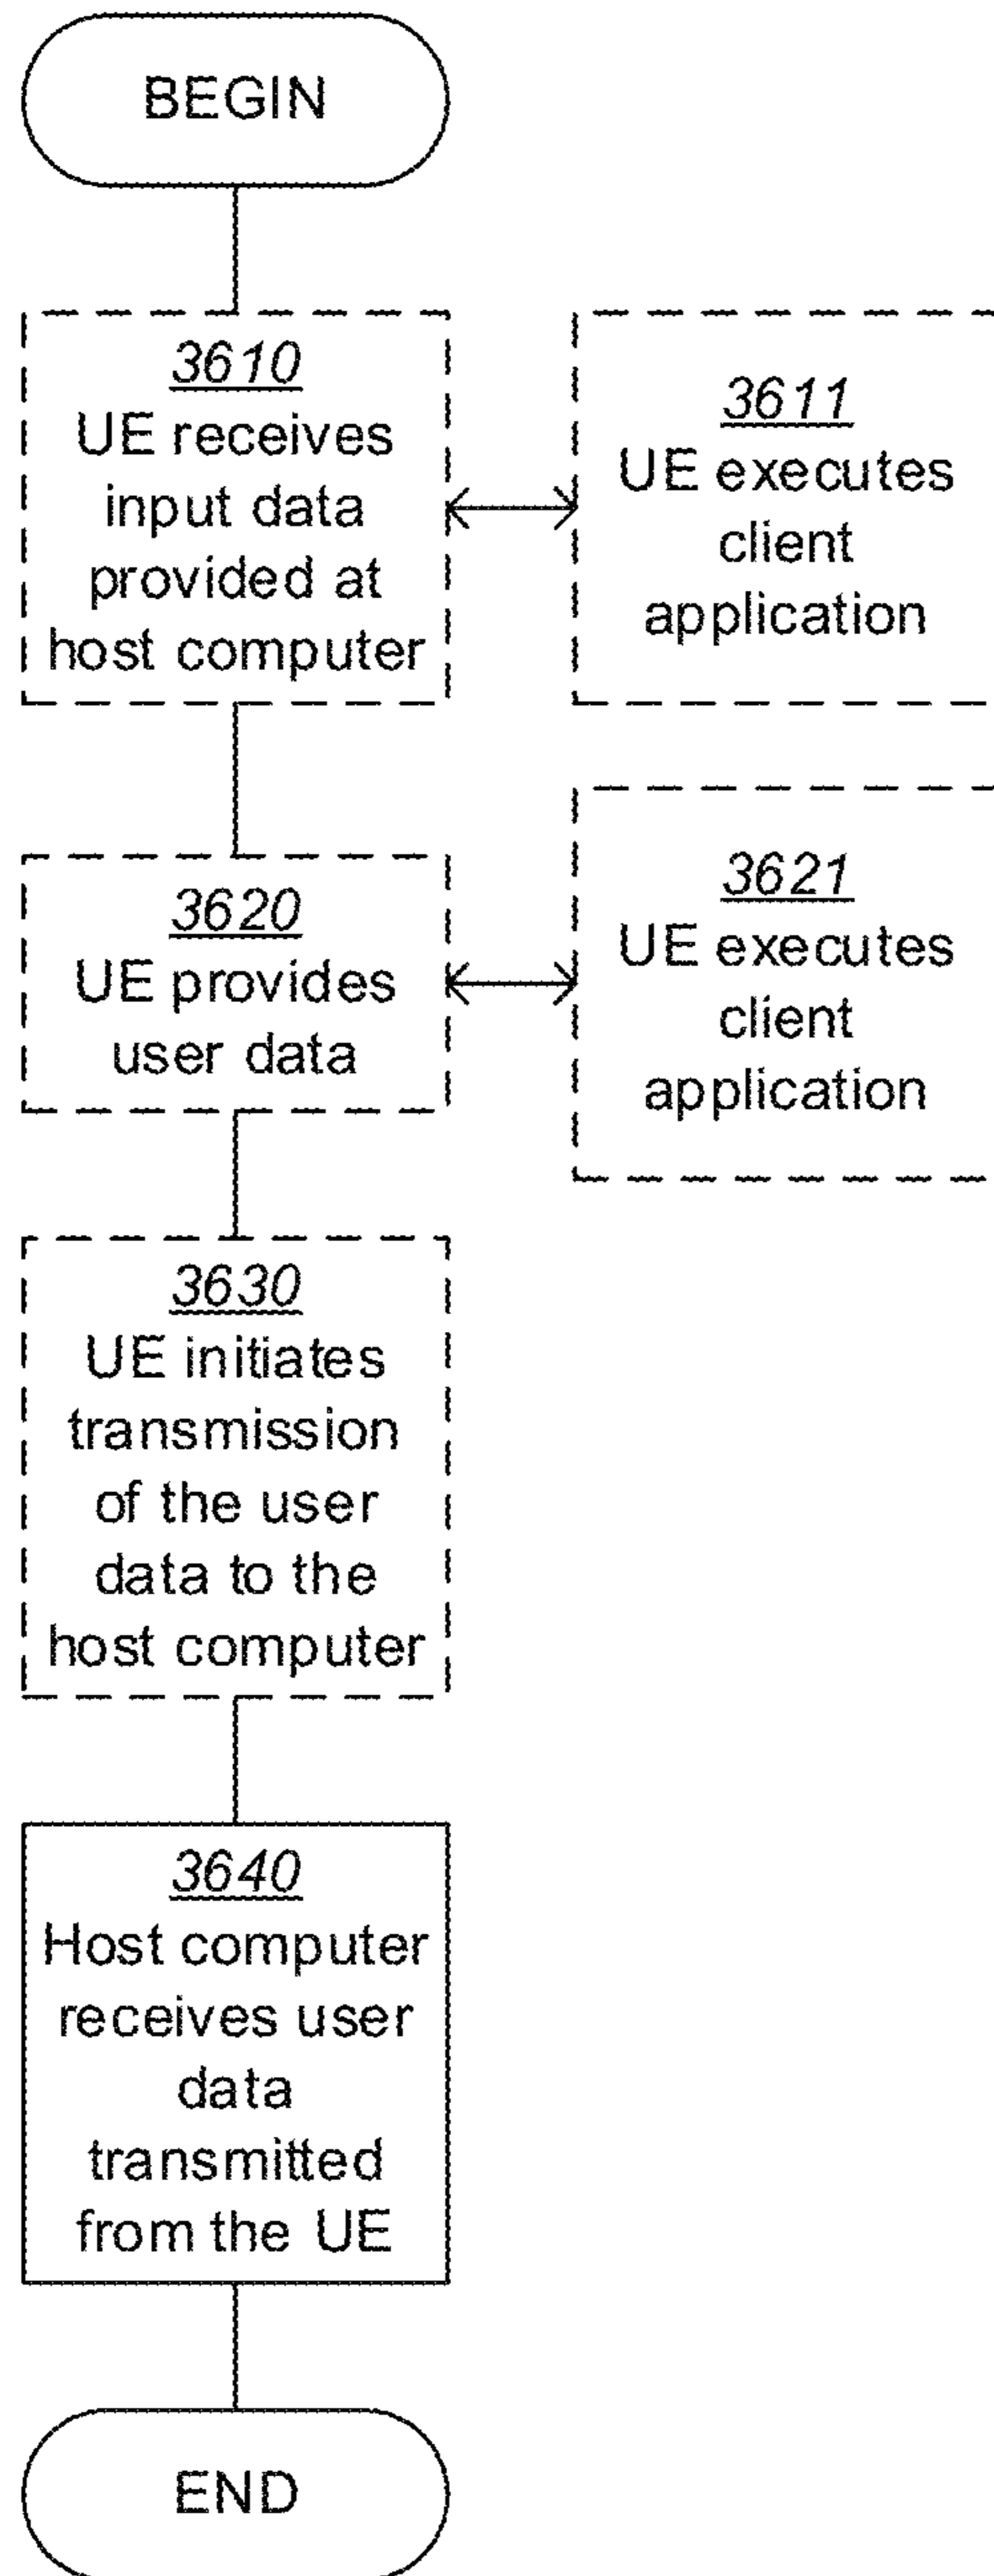 BEGIN
3610
UE receives
input data
provided at
host computer
3611
UE executes
client
application
3620
UE provides
user data
3621
UE executes
client
application
3630
UE initiates
transmission
of the user
data to the
host computer
3640
Host computer
receives user
data
transmitted
from the UE
END